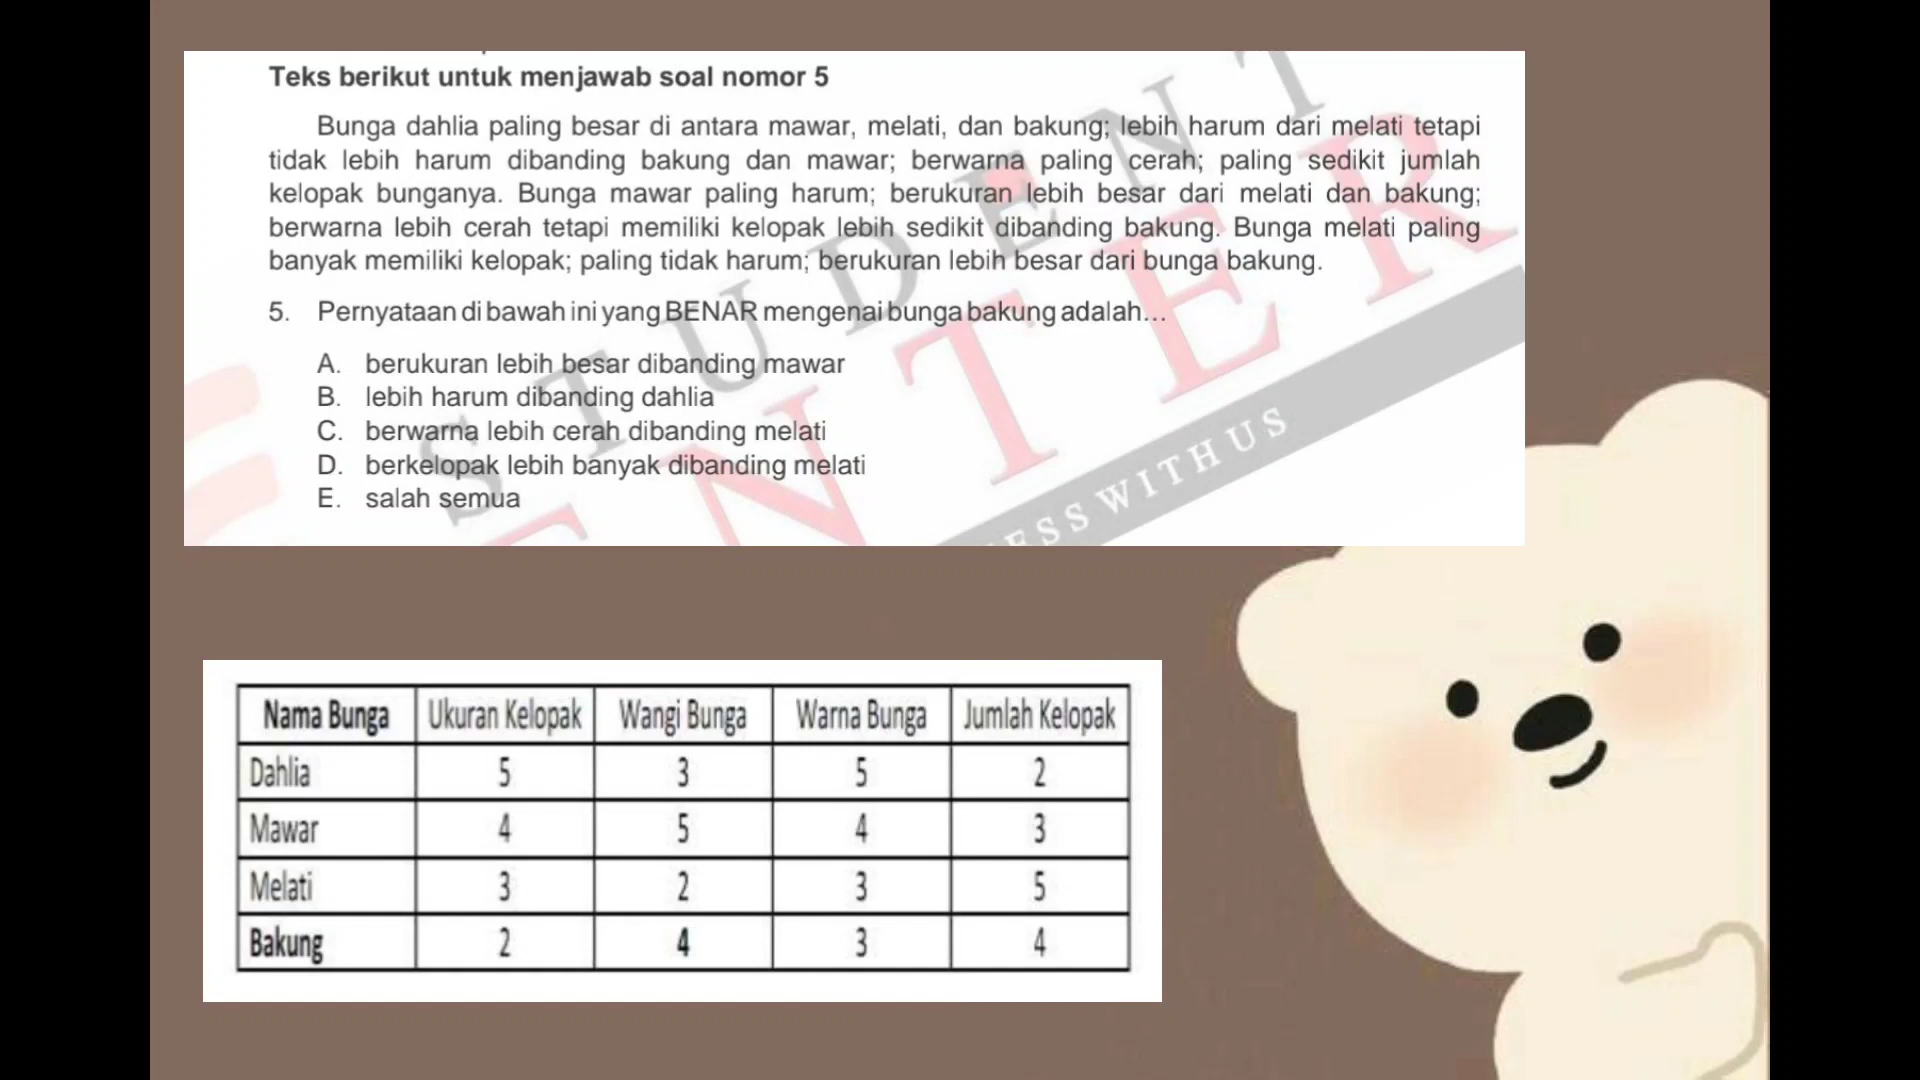 Teks berikut untuk menjawab soal nomor 5
Bunga dahlia paling besar di antara mawar, melati, dan bakung; lebih harum dari melati tetapi
tidak lebih harum dibanding bakung dan mawar; berwarna paling cerah; paling sedikit jumlah
kelopak bunganya. Bunga mawar paling harum; berukuran lebih besar dari melati dan bakung;
berwarna lebih cerah tetapi memiliki kelopak lebih sedikit dibanding bakung. Bunga melati paling
banyak memiliki kelopak; paling tidak harum; berukuran lebih besar dari bunga bakung.
5. Pernyataan di bawah ini yang BENAR mengenai bunga bakung adalah...
A. berukuran lebih besar dibanding mawar
B. lebih harum dibanding dahlia
C. berwarna lebih cerah dibanding melati
D. berkelopak lebih banyak dibanding melati
E. salah semua
STUDENT
ENTER
ESS WITH US
Nama Bunga Ukuran Kelopak Wangi Bunga Warna Bunga Jumlah Kelopak
Dahlia 5 3 5 2
Mawar 4 5 4 3
Melati 3 2 3 5
Bakung 2 4 3 4